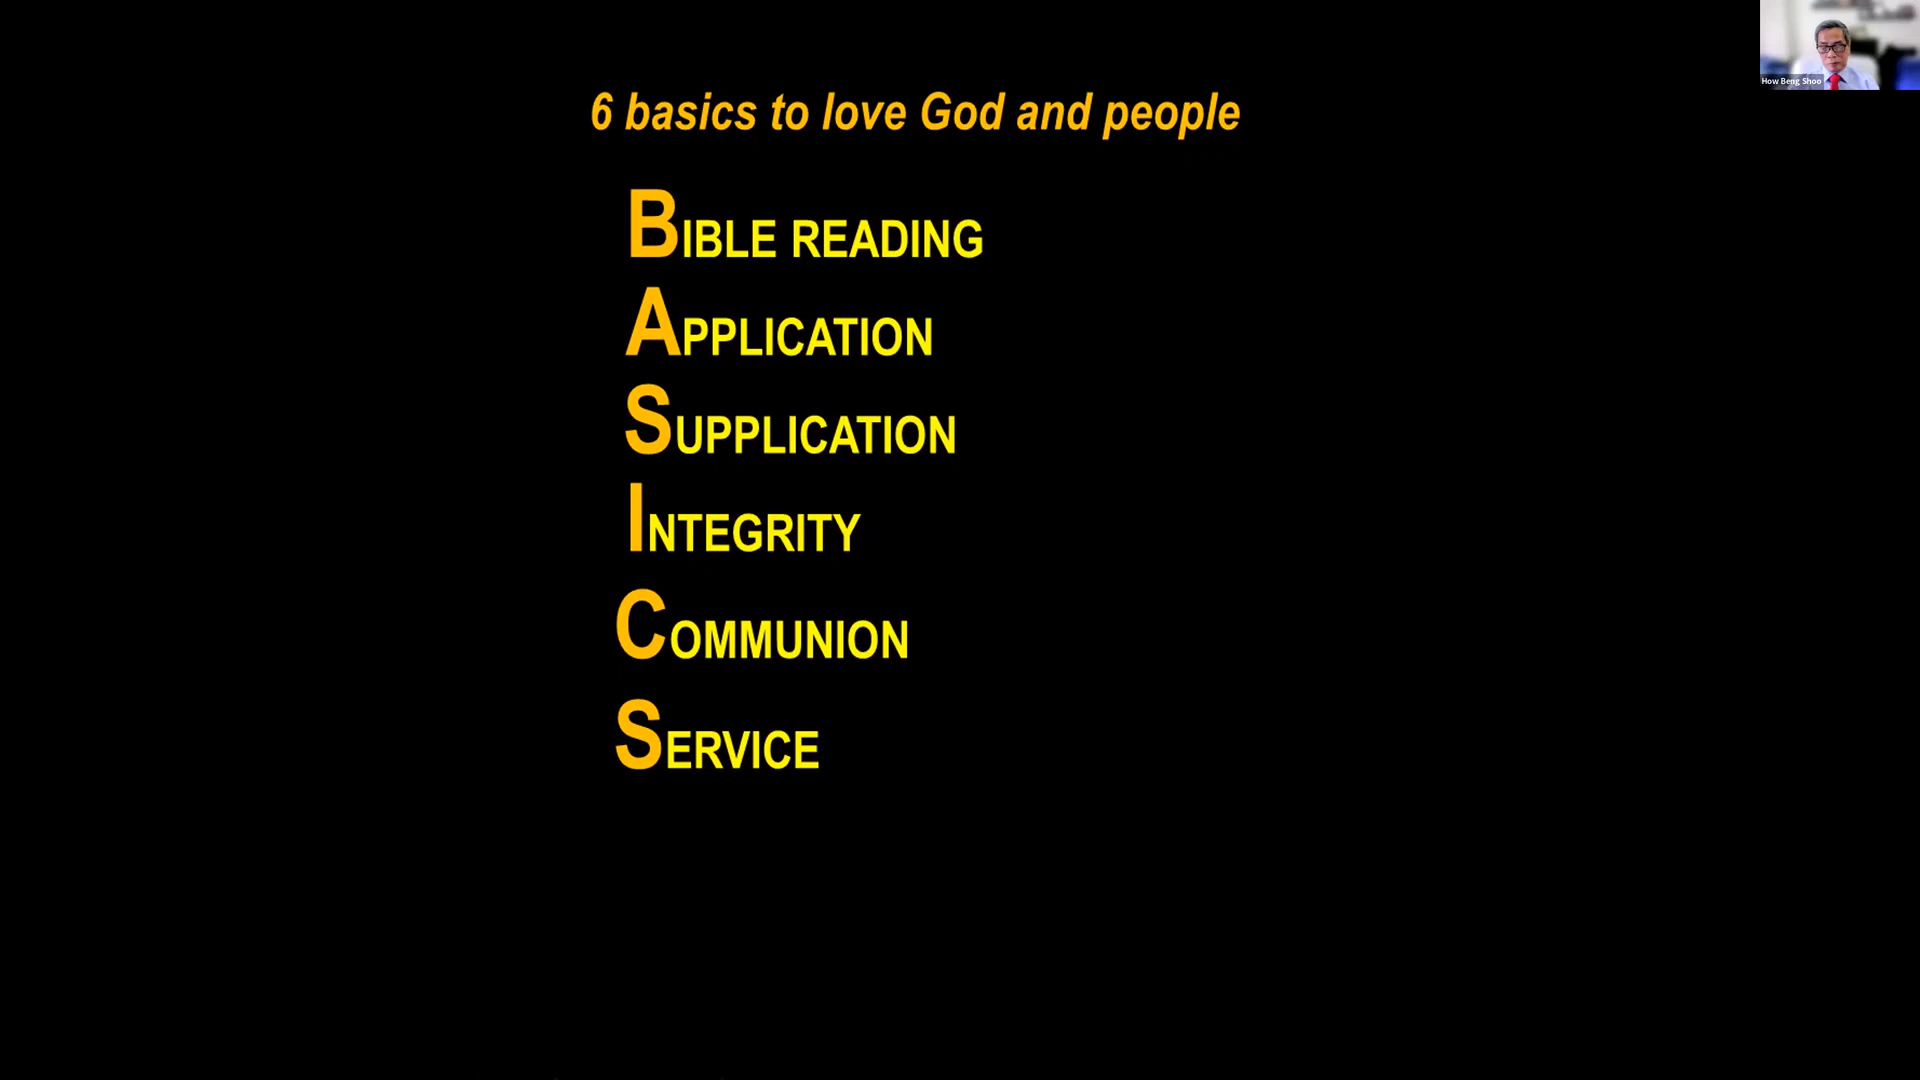 How Beng Shoo
6 basics to love God and people
BIBLE READING
APPLICATION
SUPPLICATION
INTEGRITY
COMMUNION
SERVICE